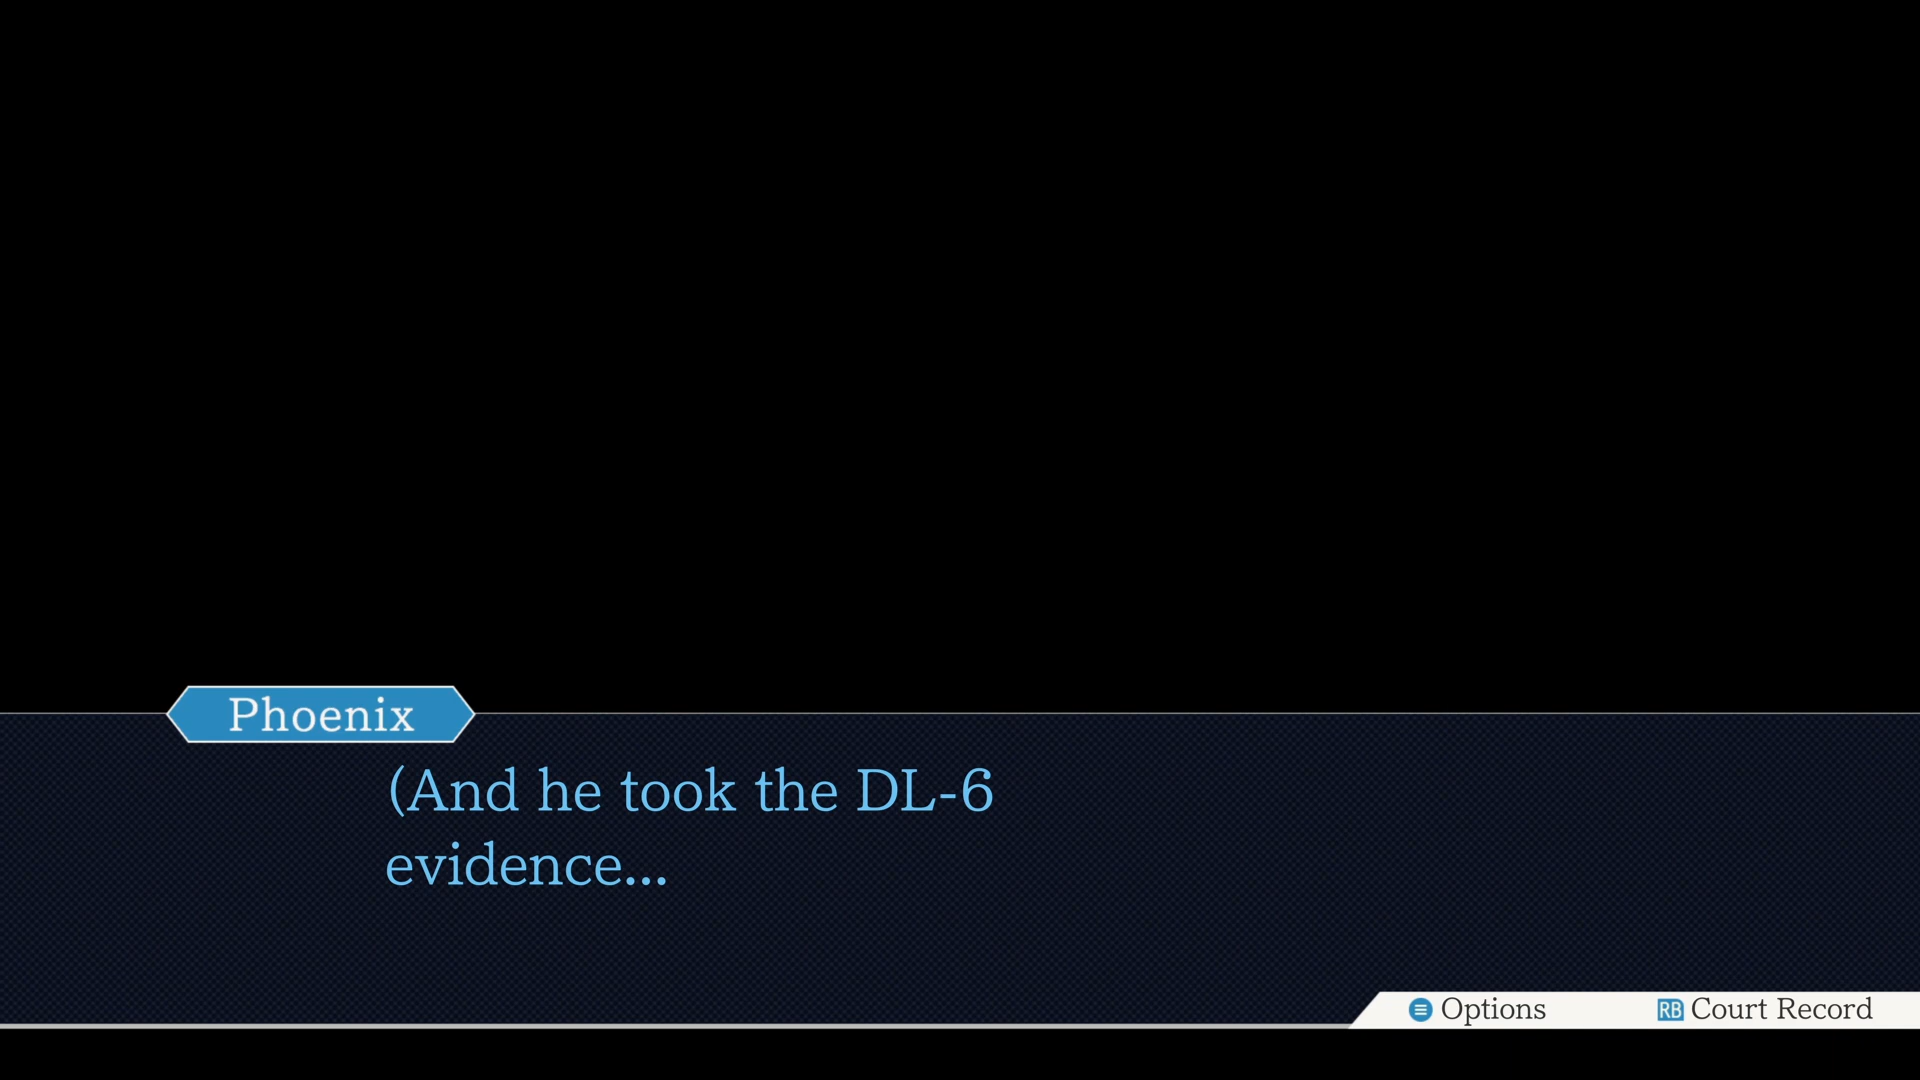 Phoenix
(And he took the DL-6
evidence...
Options
RB Court Record